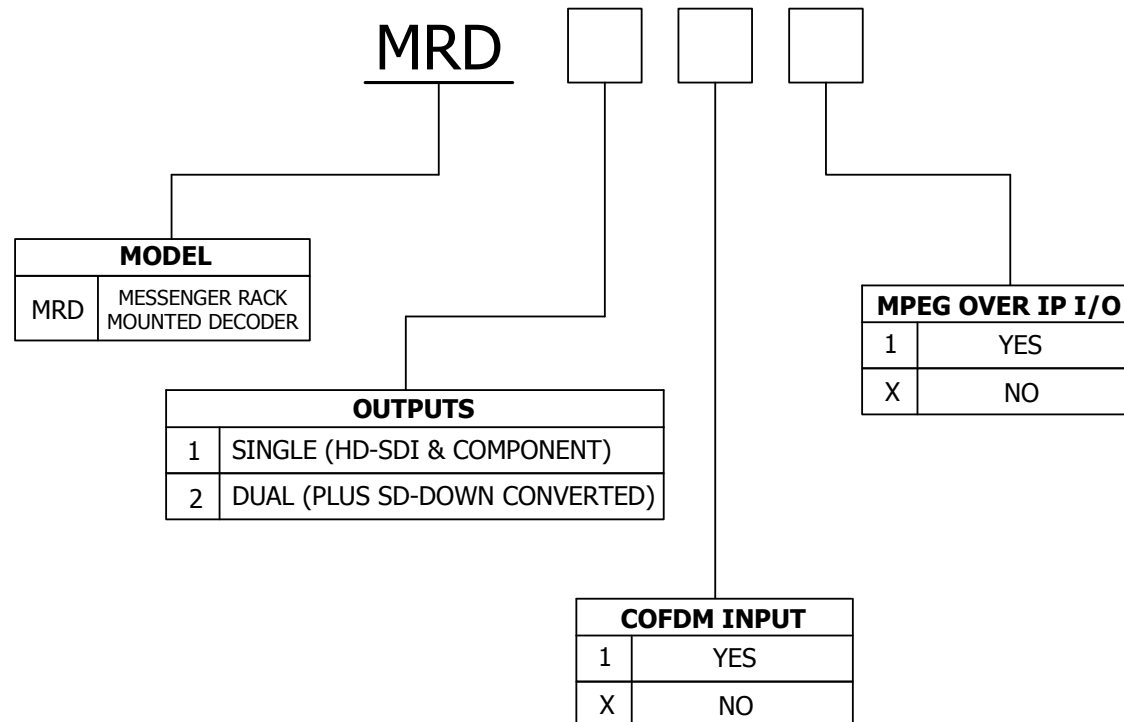 MRD
MODEL
MRD MESSENGER RACK
MOUNTED DECODER
MPEG OVER IP I/O
1 YES
X NO
OUTPUTS
1 SINGLE (HD-SDI & COMPONENT)
2 DUAL (PLUS SD-DOWN CONVERTED)
COFDM INPUT
1 YES
X NO